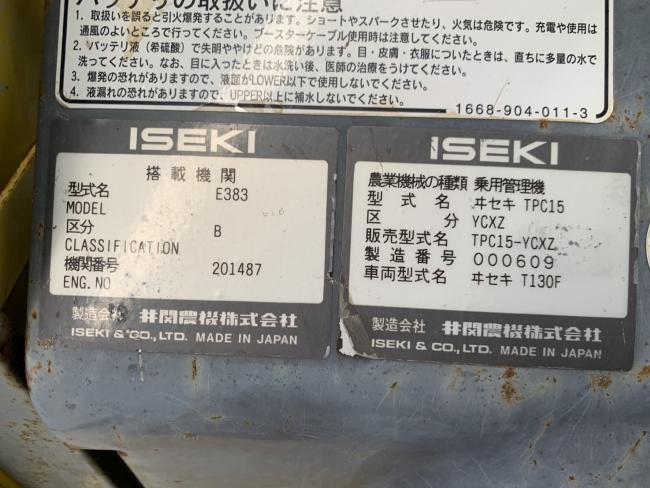 バッテリの取扱いに注意
1. 取扱いを誤ると引火爆発することがあります。ショートやスパークさせたり、火気は危険です。充電や使用は
通風のよいところで行ってください。ブースターケーブル使用時は注意してください。
2. バッテリ液（希硫酸）で失明ややけどの危険があります。目・皮膚・衣服についたときは、直ちに多量の水で
洗ってください。なお、目に入ったときは水洗い後、医師の治療をうけてください。
3. 爆発の恐れがありますので、液面がLOWER以下で使用しないでください。
4. 液漏れの恐れがありますので、UPPER以上に補水しないでください。
1668-904-011-3
ISEKI
搭載機関
型式名 E383
MODEL
区分 B
CLASSIFICATION
機関番号 201487
ENG.NO
製造会社 井関農機株式会社
ISEKI & CO., LTD. MADE IN JAPAN
ISEKI
農業機械の種類 乗用管理機
型式名 ヰセキ TPC15
区分 YCXZ
販売型式名 TPC15-YCXZ
製造番号 000609
車両型式名 ヰセキ T130F
製造会社 井関農機株式会社
ISEKI & CO., LTD. MADE IN JAPAN